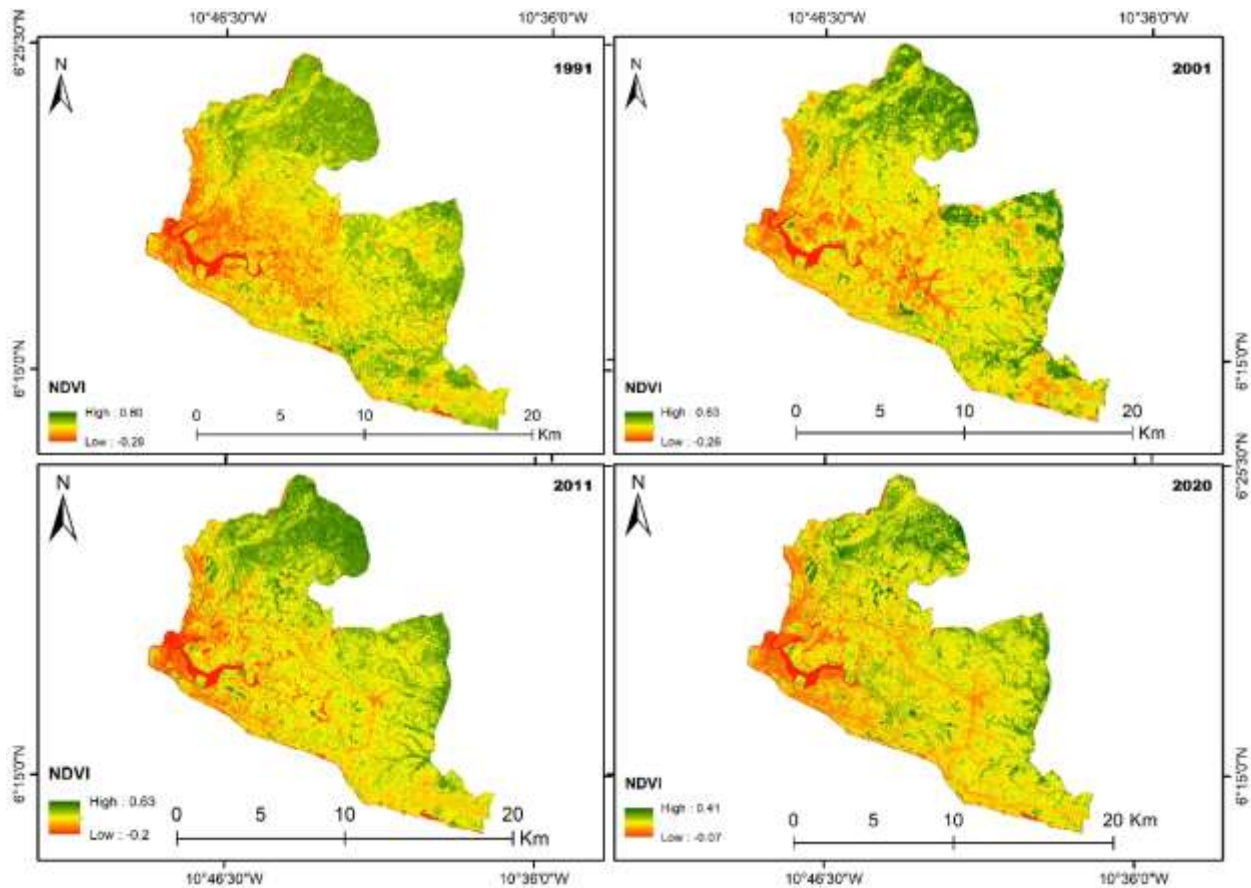 10°46'30"W 10°36'0"W 10°46'30"W 10°36'0"W
6°25'30"N
N
1991
N
2001
6°15'0"N
6°15'0"N
NDVI
High : 0.60
Low : -0.29
0 5 10 20
Km
NDVI
High : 0.63
Low : -0.26
0 5 10 20
Km
6°25'30"N
N
2011
N
2020
6°15'0"N
6°15'0"N
NDVI
High : 0.63
Low : -0.2
0 5 10 20
Km
NDVI
High : 0.41
Low : -0.07
0 5 10 20 Km
10°46'30"W 10°36'0"W 10°46'30"W 10°36'0"W